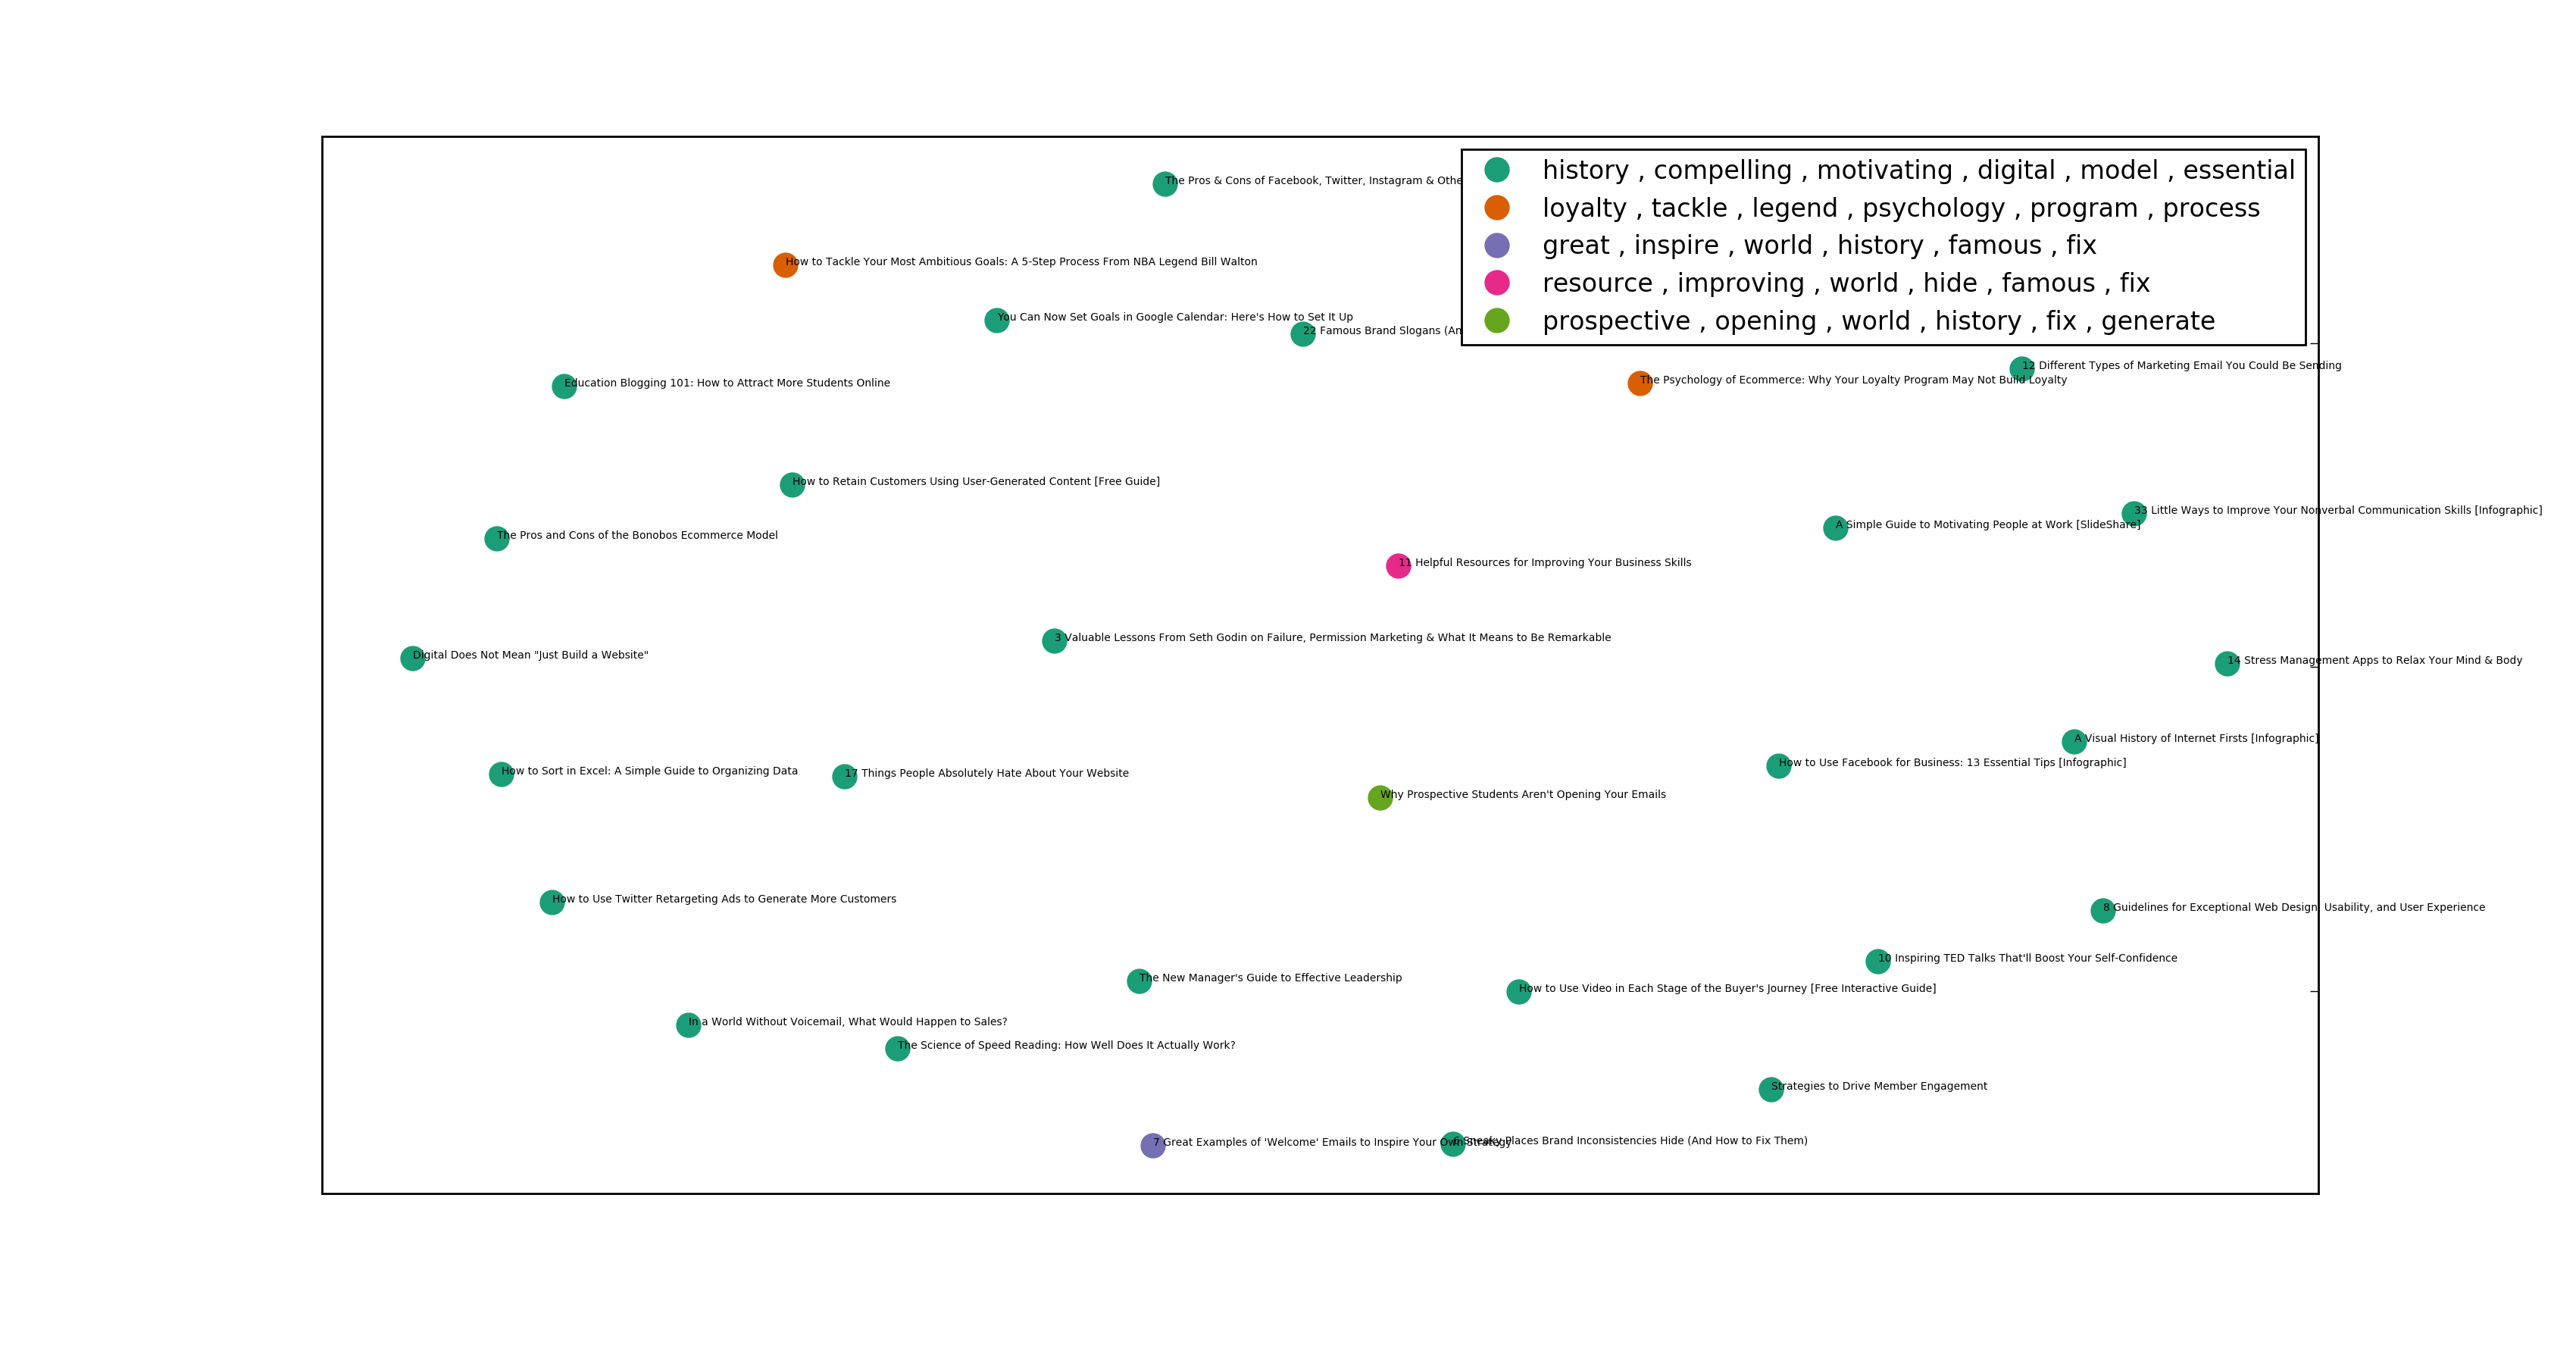 The Pros & Cons of Facebook, Twitter, Instagram & Othe
history , compelling , motivating , digital , model , essential
loyalty , tackle , legend , psychology , program , process
great , inspire , world , history , famous , fix
resource , improving , world , hide , famous , fix
prospective , opening , world , history , fix , generate
How to Tackle Your Most Ambitious Goals: A 5-Step Process From NBA Legend Bill Walton
You Can Now Set Goals in Google Calendar: Here's How to Set It Up
22 Famous Brand Slogans (An
12 Different Types of Marketing Email You Could Be Sending
The Psychology of Ecommerce: Why Your Loyalty Program May Not Build Loyalty
Education Blogging 101: How to Attract More Students Online
How to Retain Customers Using User-Generated Content [Free Guide]
33 Little Ways to Improve Your Nonverbal Communication Skills [Infographic]
A Simple Guide to Motivating People at Work [SlideShare]
The Pros and Cons of the Bonobos Ecommerce Model
11 Helpful Resources for Improving Your Business Skills
3 Valuable Lessons From Seth Godin on Failure, Permission Marketing & What It Means to Be Remarkable
Digital Does Not Mean "Just Build a Website"
14 Stress Management Apps to Relax Your Mind & Body
A Visual History of Internet Firsts [Infographic]
How to Use Facebook for Business: 13 Essential Tips [Infographic]
How to Sort in Excel: A Simple Guide to Organizing Data
17 Things People Absolutely Hate About Your Website
Why Prospective Students Aren't Opening Your Emails
How to Use Twitter Retargeting Ads to Generate More Customers
8 Guidelines for Exceptional Web Design, Usability, and User Experience
10 Inspiring TED Talks That'll Boost Your Self-Confidence
The New Manager's Guide to Effective Leadership
How to Use Video in Each Stage of the Buyer's Journey [Free Interactive Guide]
In a World Without Voicemail, What Would Happen to Sales?
The Science of Speed Reading: How Well Does It Actually Work?
Strategies to Drive Member Engagement
7 Great Examples of 'Welcome' Emails to Inspire Your Own Strategy
6 Sneaky Places Brand Inconsistencies Hide (And How to Fix Them)